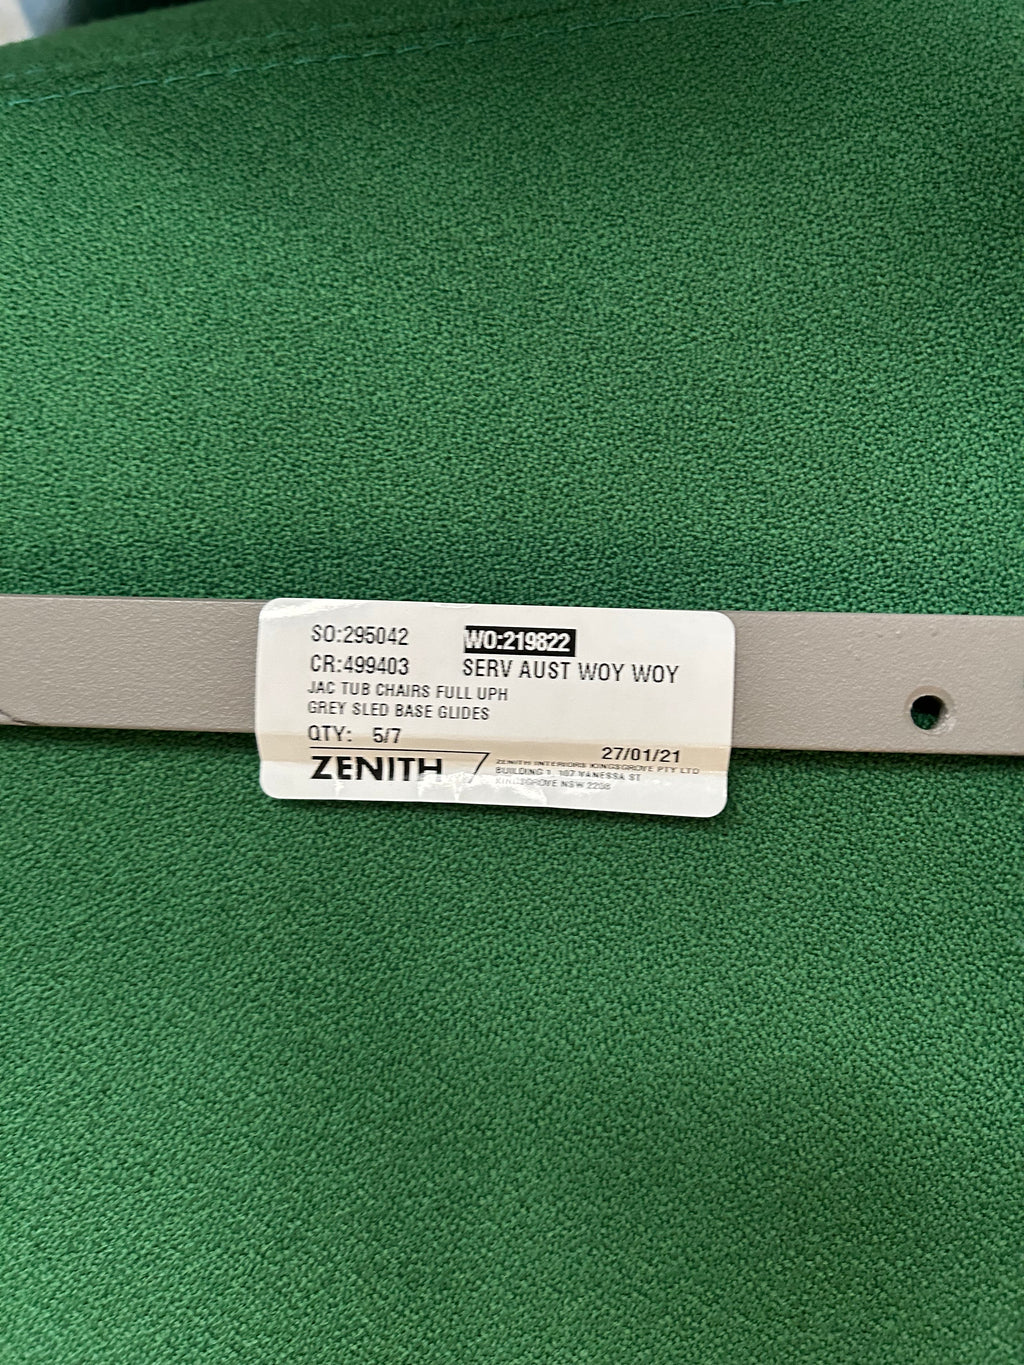 SO:295042 WO:219822
CR:499403 SERV AUST WOY WOY
JAC TUB CHAIRS FULL UPH
GREY SLED BASE GLIDES
QTY: 5/7
27/01/21
ZENITH
ZENITH INTERIORS KINGSGROVE PTY LTD
BUILDING 1, 107 VANESSA ST
KINGSGROVE NSW 2208